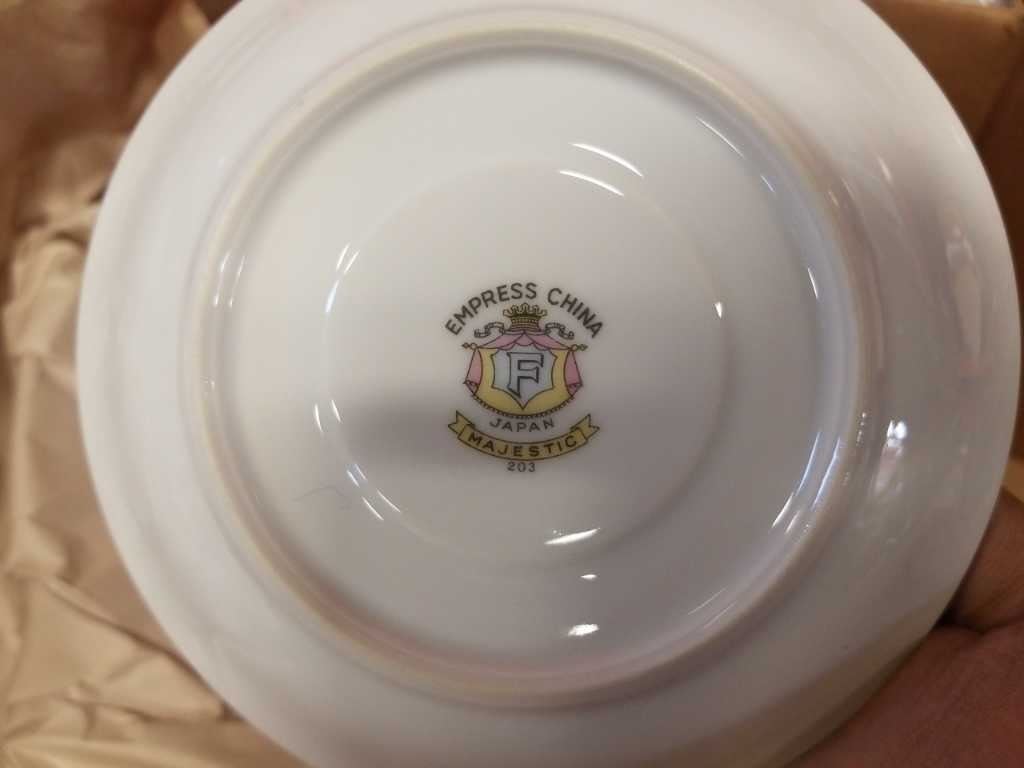 EMPRESS CHINA
F
JAPAN
MAJESTIC
203